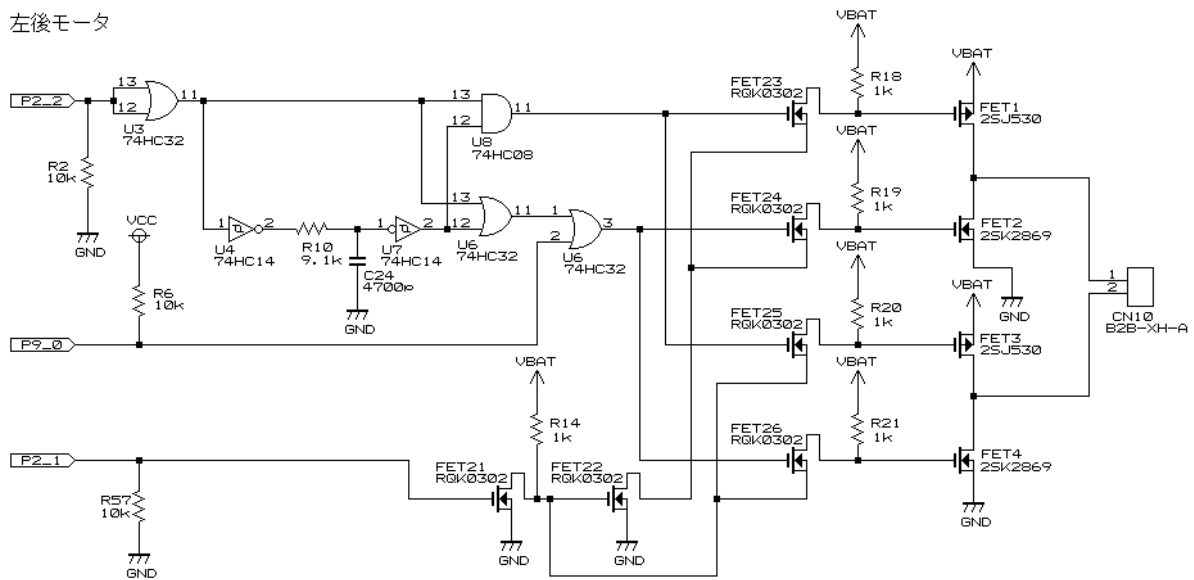 左後モータ
VBAT
VBAT
P2_2
13
12
11
U3
74HC32
R2
10k
GND
13
12
11
U8
74HC08
FET23
RQK0302
R18
1k
FET1
2SJ530
VBAT
1
2
U4
74HC14
R10
9.1k
1
2
U7
74HC14
C24
4700p
GND
13
12
11
U6
74HC32
1
2
3
U6
74HC32
FET24
RQK0302
R19
1k
FET2
2SK2869
GND
VCC
R6
10k
P9_0
VBAT
VBAT
FET25
RQK0302
R20
1k
FET3
2SJ530
1
2
CN10
B2B-XH-A
VBAT
R14
1k
VBAT
P2_1
R57
10k
GND
FET21
RQK0302
GND
FET22
RQK0302
GND
FET26
RQK0302
R21
1k
FET4
2SK2869
GND